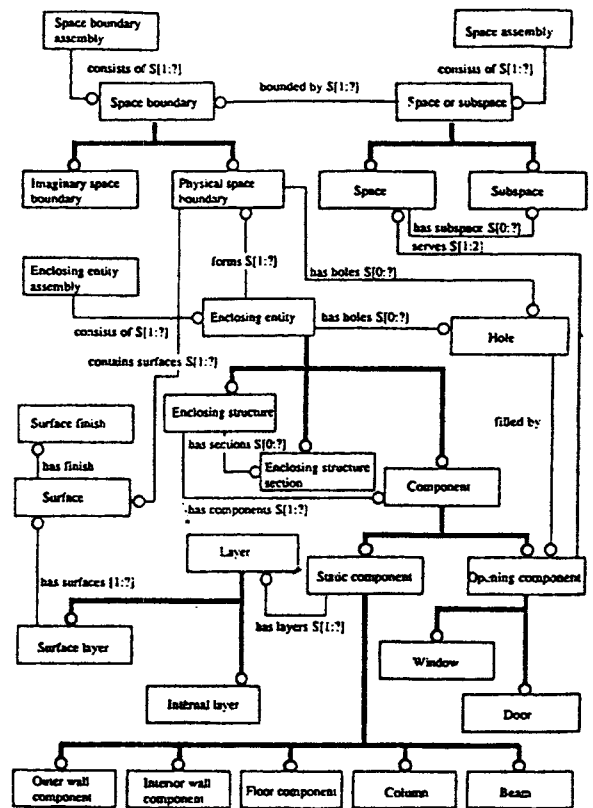 Space boundary
assembly
Space assembly
consists of S[1:?]
consists of S[1:?]
bounded by S[1:?]
Space boundary
Space or subspace
Imaginary space
boundary
Physical space
boundary
Space
Subspace
has subspace S[0:?]
serves S[1:2]
forms S[1:?]
has holes S[0:?]
Enclosing entity
assembly
Enclosing entity
has holes S[0:?]
consists of S[1:?]
Hole
contains surfaces S[1:?]
Enclosing structure
Surface finish
filled by
has sections S[0:?]
has finish
Enclosing structure
section
Component
Surface
has components S[1:?]
Layer
Static component
Opening component
has surfaces [1:?]
has layers S[1:?]
Surface layer
Window
Internal layer
Door
Outer wall
component
Interior wall
component
Floor component
Column
Beam